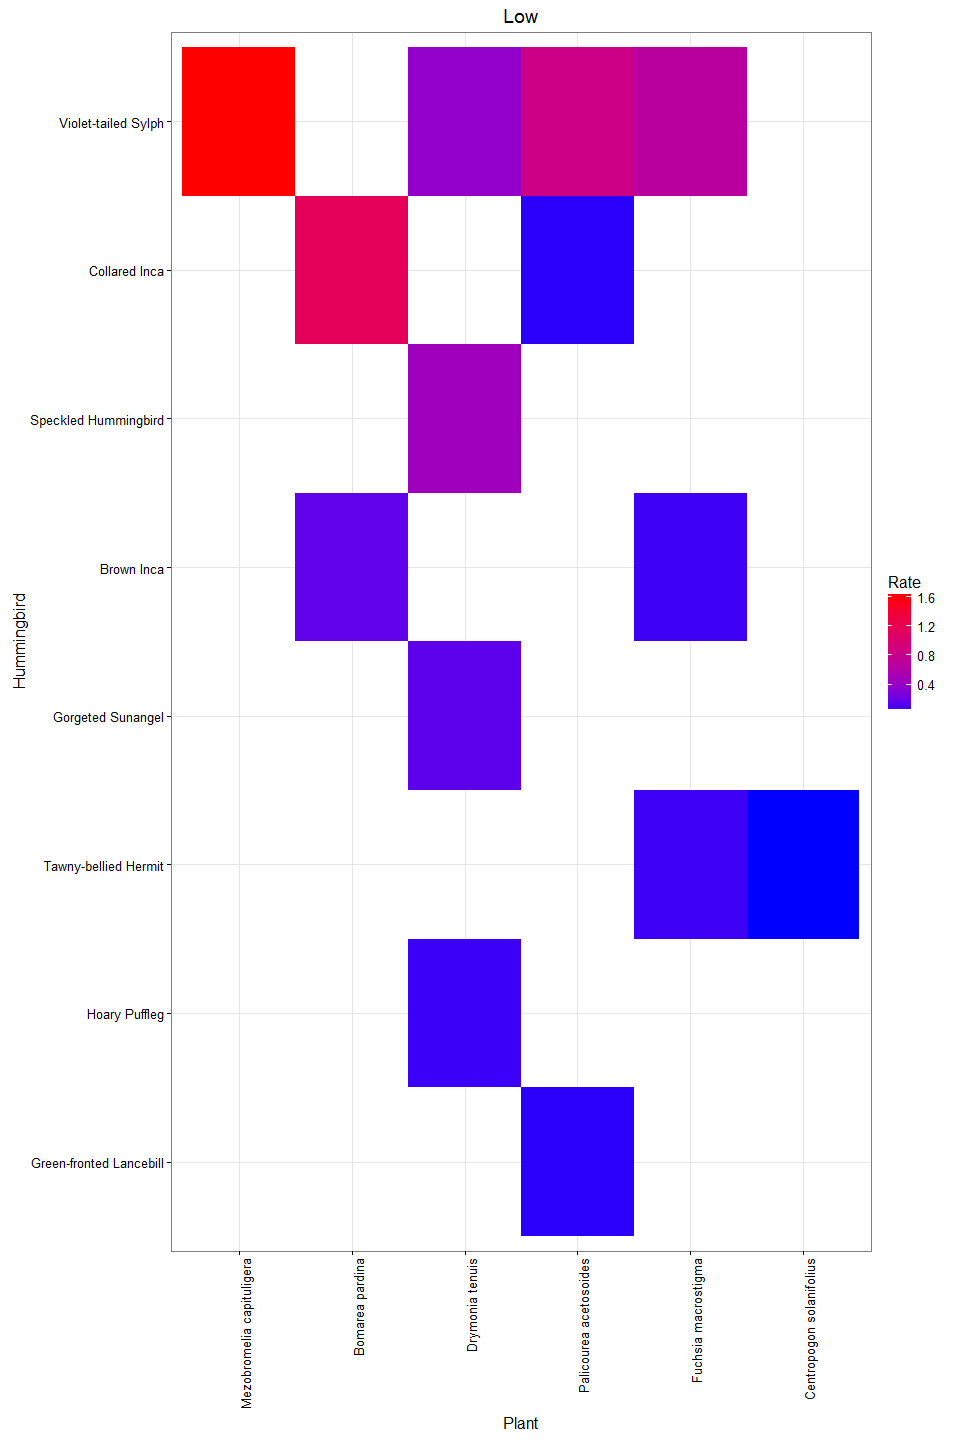 Low
Hummingbird
Violet-tailed Sylph
Collared Inca
Speckled Hummingbird
Brown Inca
Gorgeted Sunangel
Tawny-bellied Hermit
Hoary Puffleg
Green-fronted Lancebill
Rate
1.6
1.2
0.8
0.4
Mezobromelia capituligera
Bomarea pardina
Drymonia tenuis
Palicourea acetosoides
Fuchsia macrostigma
Centropogon solanifolius
Plant